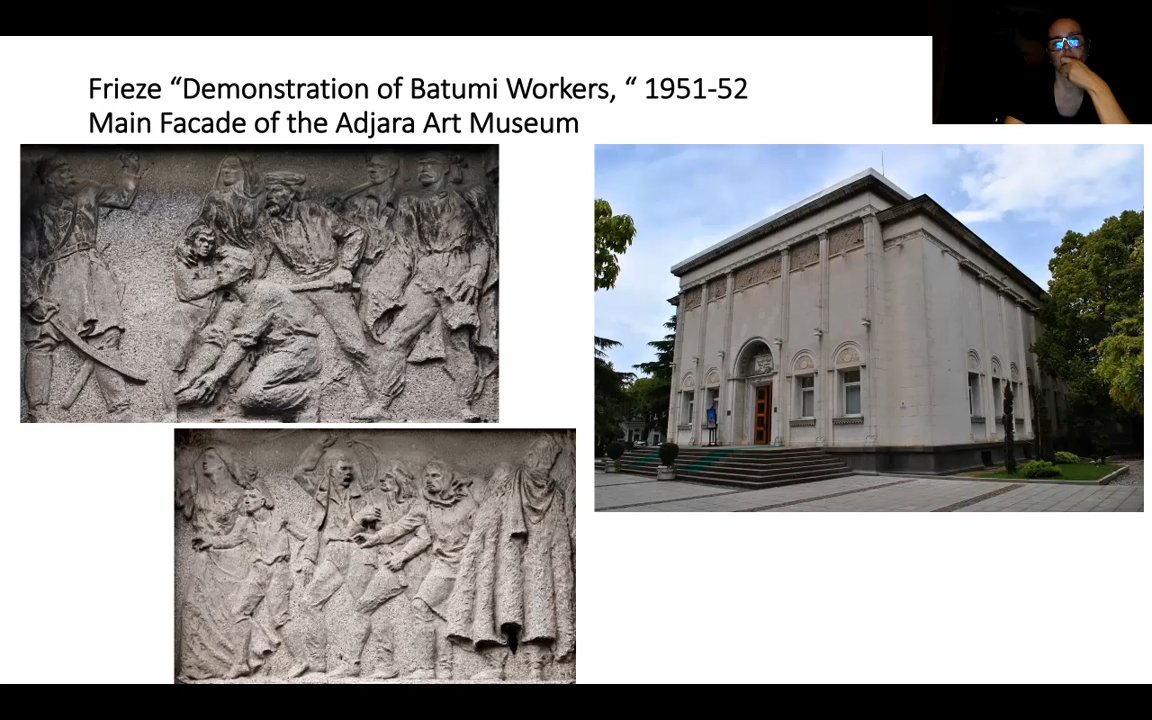 Frieze “Demonstration of Batumi Workers, “ 1951-52
Main Facade of the Adjara Art Museum